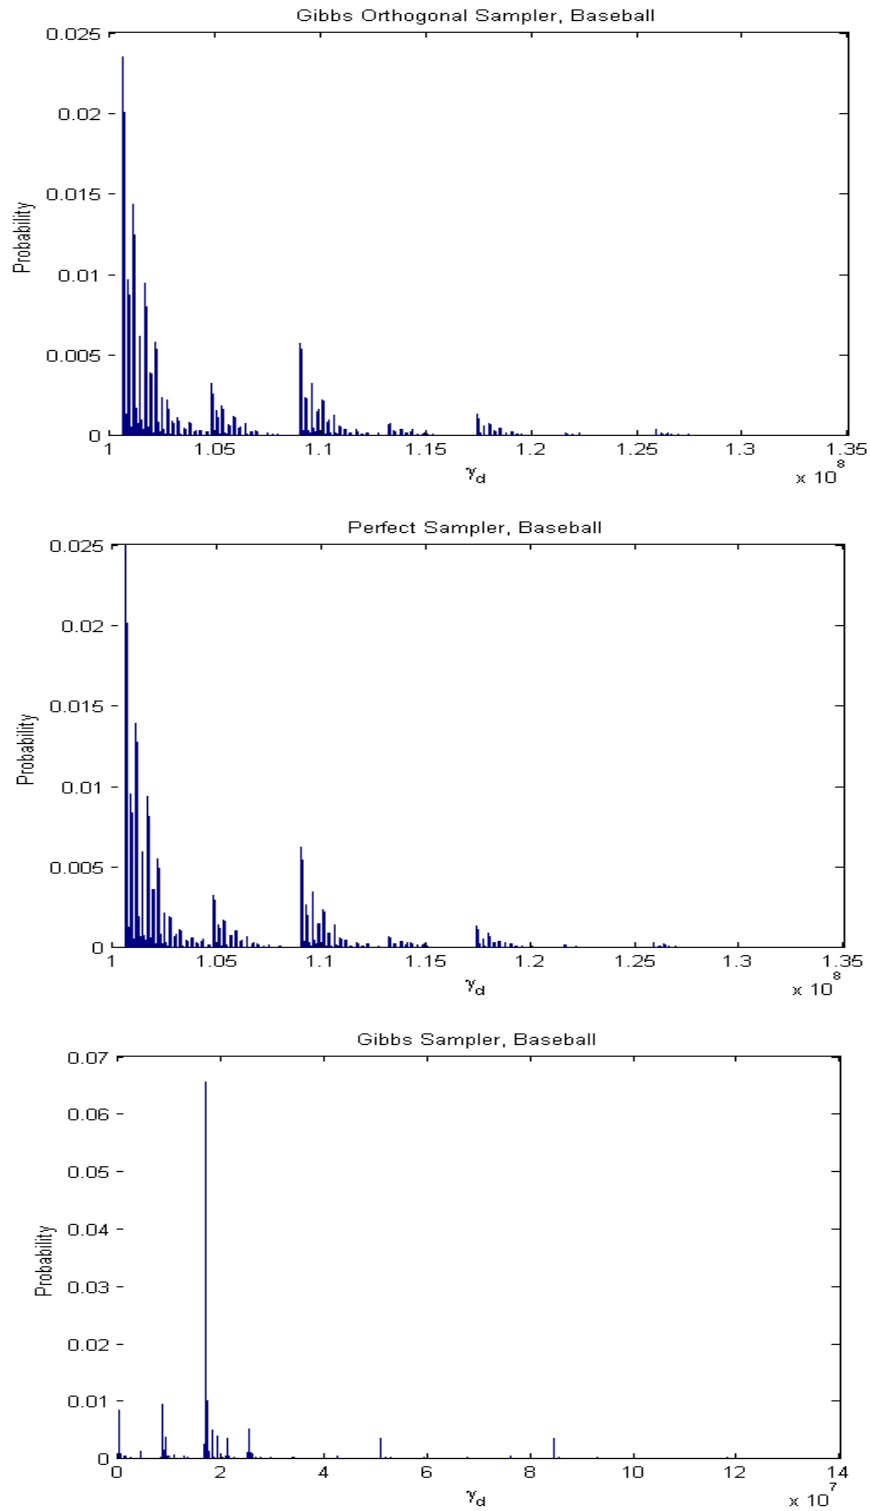 Gibbs Orthogonal Sampler, Baseball
0.025
0.02
0.015
0.01
0.005
0
Probability
1 1.05 1.1 1.15 1.2 1.25 1.3 1.35
γd
x 10^8
Perfect Sampler, Baseball
0.025
0.02
0.015
0.01
0.005
0
Probability
1 1.05 1.1 1.15 1.2 1.25 1.3 1.35
γd
x 10^8
Gibbs Sampler, Baseball
0.07
0.06
0.05
0.04
0.03
0.02
0.01
0
Probability
0 2 4 6 8 10 12 14
γd
x 10^7